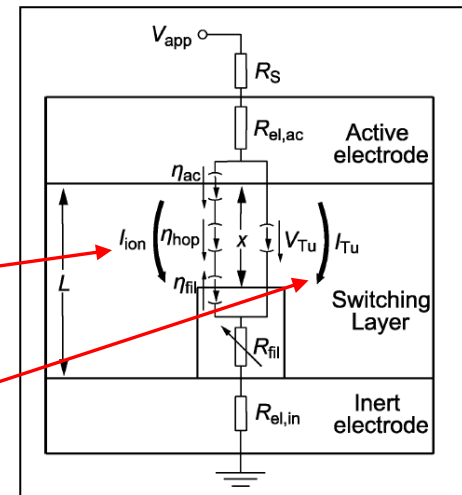 V_app
R_S
R_el,ac
Active
electrode
η_ac
I_ion
η_hop
x
V_Tu
I_Tu
L
η_fil
Switching
Layer
R_fil
R_el,in
Inert
electrode